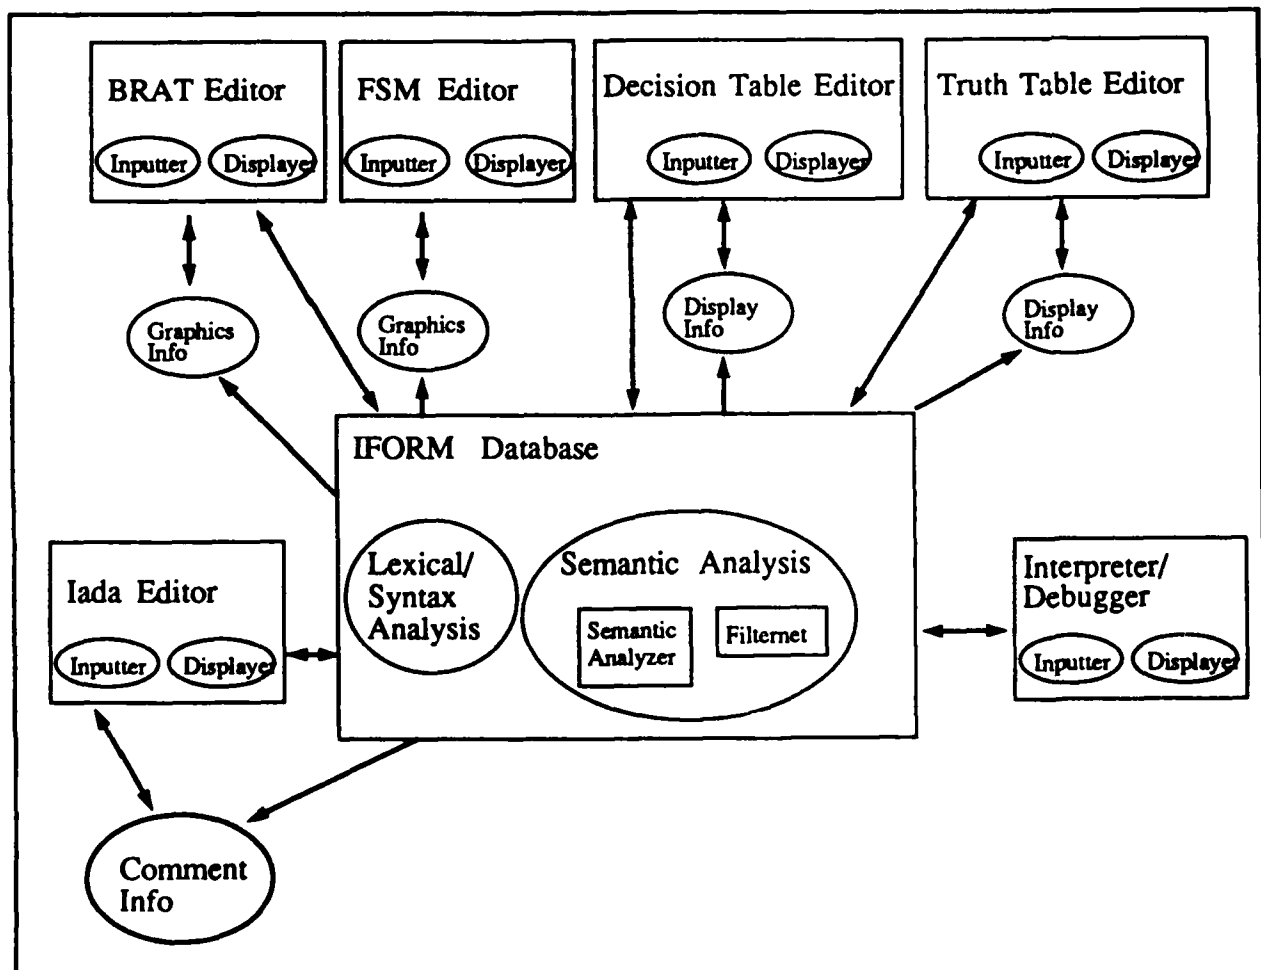 BRAT Editor
Inputter
Displayer
FSM Editor
Inputter
Displayer
Decision Table Editor
Inputter
Displayer
Truth Table Editor
Inputter
Displayer
Graphics
Info
Graphics
Info
Display
Info
Display
Info
IFORM Database
Lexical/
Syntax
Analysis
Semantic Analysis
Semantic
Analyzer
Filternet
Iada Editor
Inputter
Displayer
Interpreter/
Debugger
Inputter
Displayer
Comment
Info